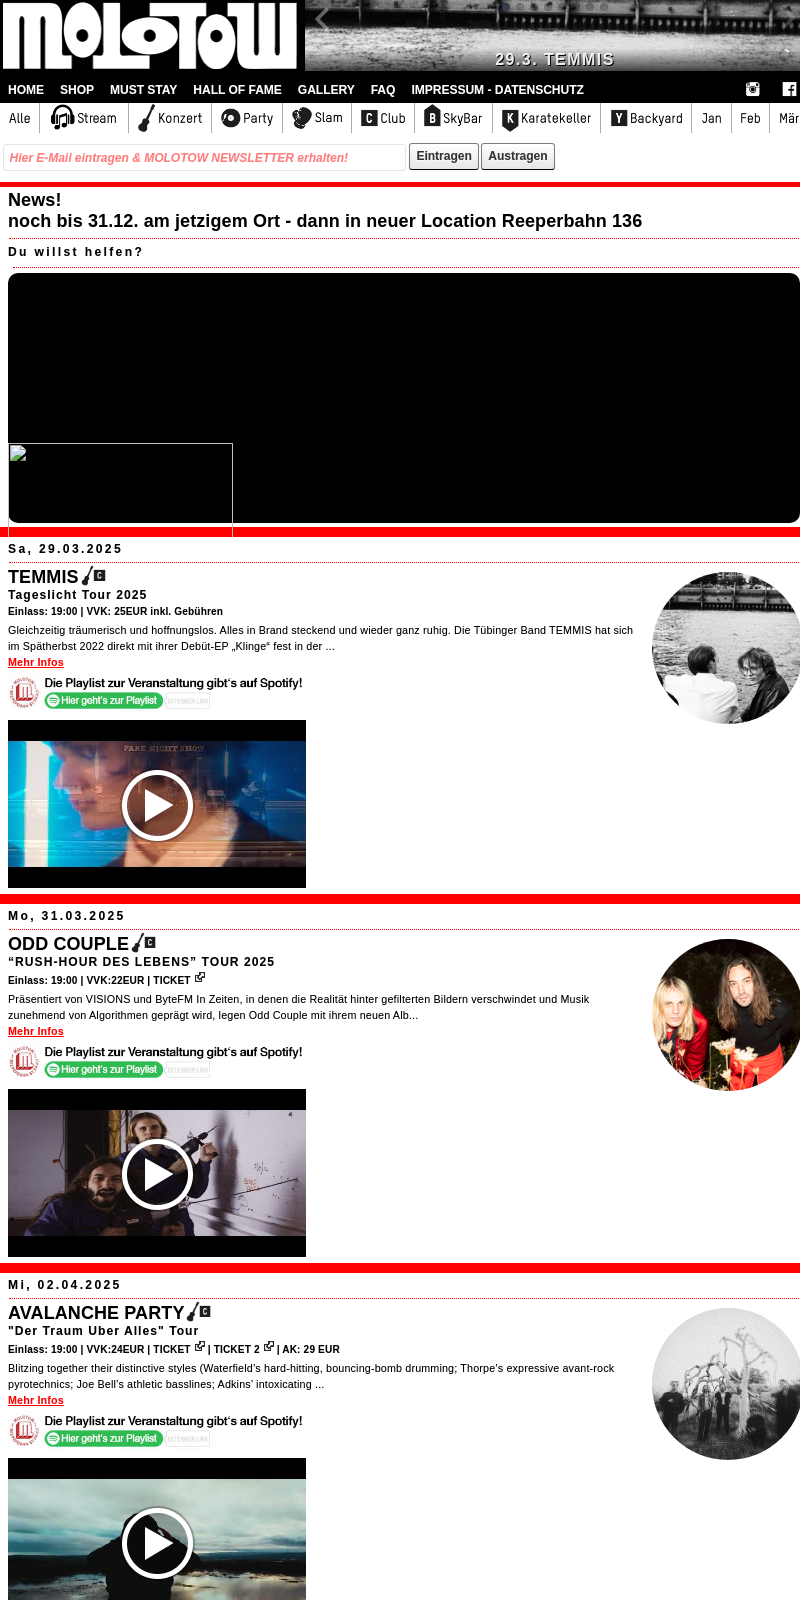 MOLOTOW
29.3. TEMMIS
HOME SHOP MUST STAY HALL OF FAME GALLERY FAQ IMPRESSUM - DATENSCHUTZ
Alle Stream Konzert Party Slam C Club B SkyBar K Karatekeller Y Backyard Jan Feb Mär
Hier E-Mail eintragen & MOLOTOW NEWSLETTER erhalten! Eintragen Austragen
News!
noch bis 31.12. am jetzigem Ort - dann in neuer Location Reeperbahn 136
Du willst helfen?
Sa, 29.03.2025
TEMMIS C
Tageslicht Tour 2025
Einlass: 19:00 | VVK: 25EUR inkl. Gebühren
Gleichzeitig träumerisch und hoffnungslos. Alles in Brand steckend und wieder ganz ruhig. Die Tübinger Band TEMMIS hat sich
im Spätherbst 2022 direkt mit ihrer Debüt-EP „Klinge“ fest in der ...
Mehr Infos
Die Playlist zur Veranstaltung gibt's auf Spotify!
Hier geht's zur Playlist EXTERNER LINK
FAKE NIGHT SHOW
Mo, 31.03.2025
ODD COUPLE C
“RUSH-HOUR DES LEBENS” TOUR 2025
Einlass: 19:00 | VVK:22EUR | TICKET
Präsentiert von VISIONS und ByteFM In Zeiten, in denen die Realität hinter gefilterten Bildern verschwindet und Musik
zunehmend von Algorithmen geprägt wird, legen Odd Couple mit ihrem neuen Alb...
Mehr Infos
Die Playlist zur Veranstaltung gibt's auf Spotify!
Hier geht's zur Playlist EXTERNER LINK
Mi, 02.04.2025
AVALANCHE PARTY C
"Der Traum Uber Alles" Tour
Einlass: 19:00 | VVK:24EUR | TICKET | TICKET 2 | AK: 29 EUR
Blitzing together their distinctive styles (Waterfield’s hard-hitting, bouncing-bomb drumming; Thorpe’s expressive avant-rock
pyrotechnics; Joe Bell’s athletic basslines; Adkins’ intoxicating ...
Mehr Infos
Die Playlist zur Veranstaltung gibt's auf Spotify!
Hier geht's zur Playlist EXTERNER LINK